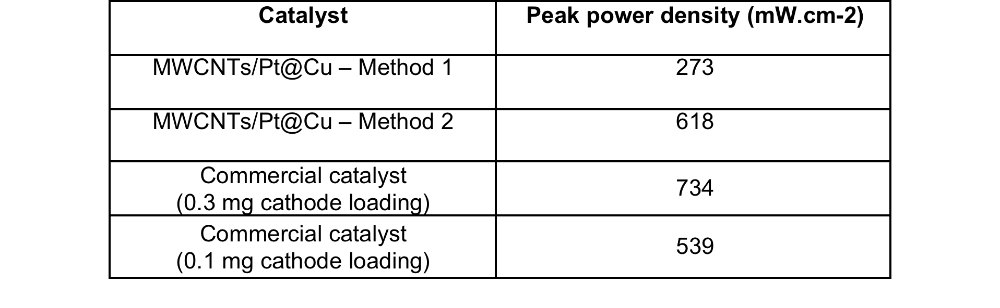 Catalyst
Peak power density (mW.cm-2)
MWCNTs/Pt@Cu – Method 1
273
MWCNTs/Pt@Cu – Method 2
618
Commercial catalyst
(0.3 mg cathode loading)
734
Commercial catalyst
(0.1 mg cathode loading)
539